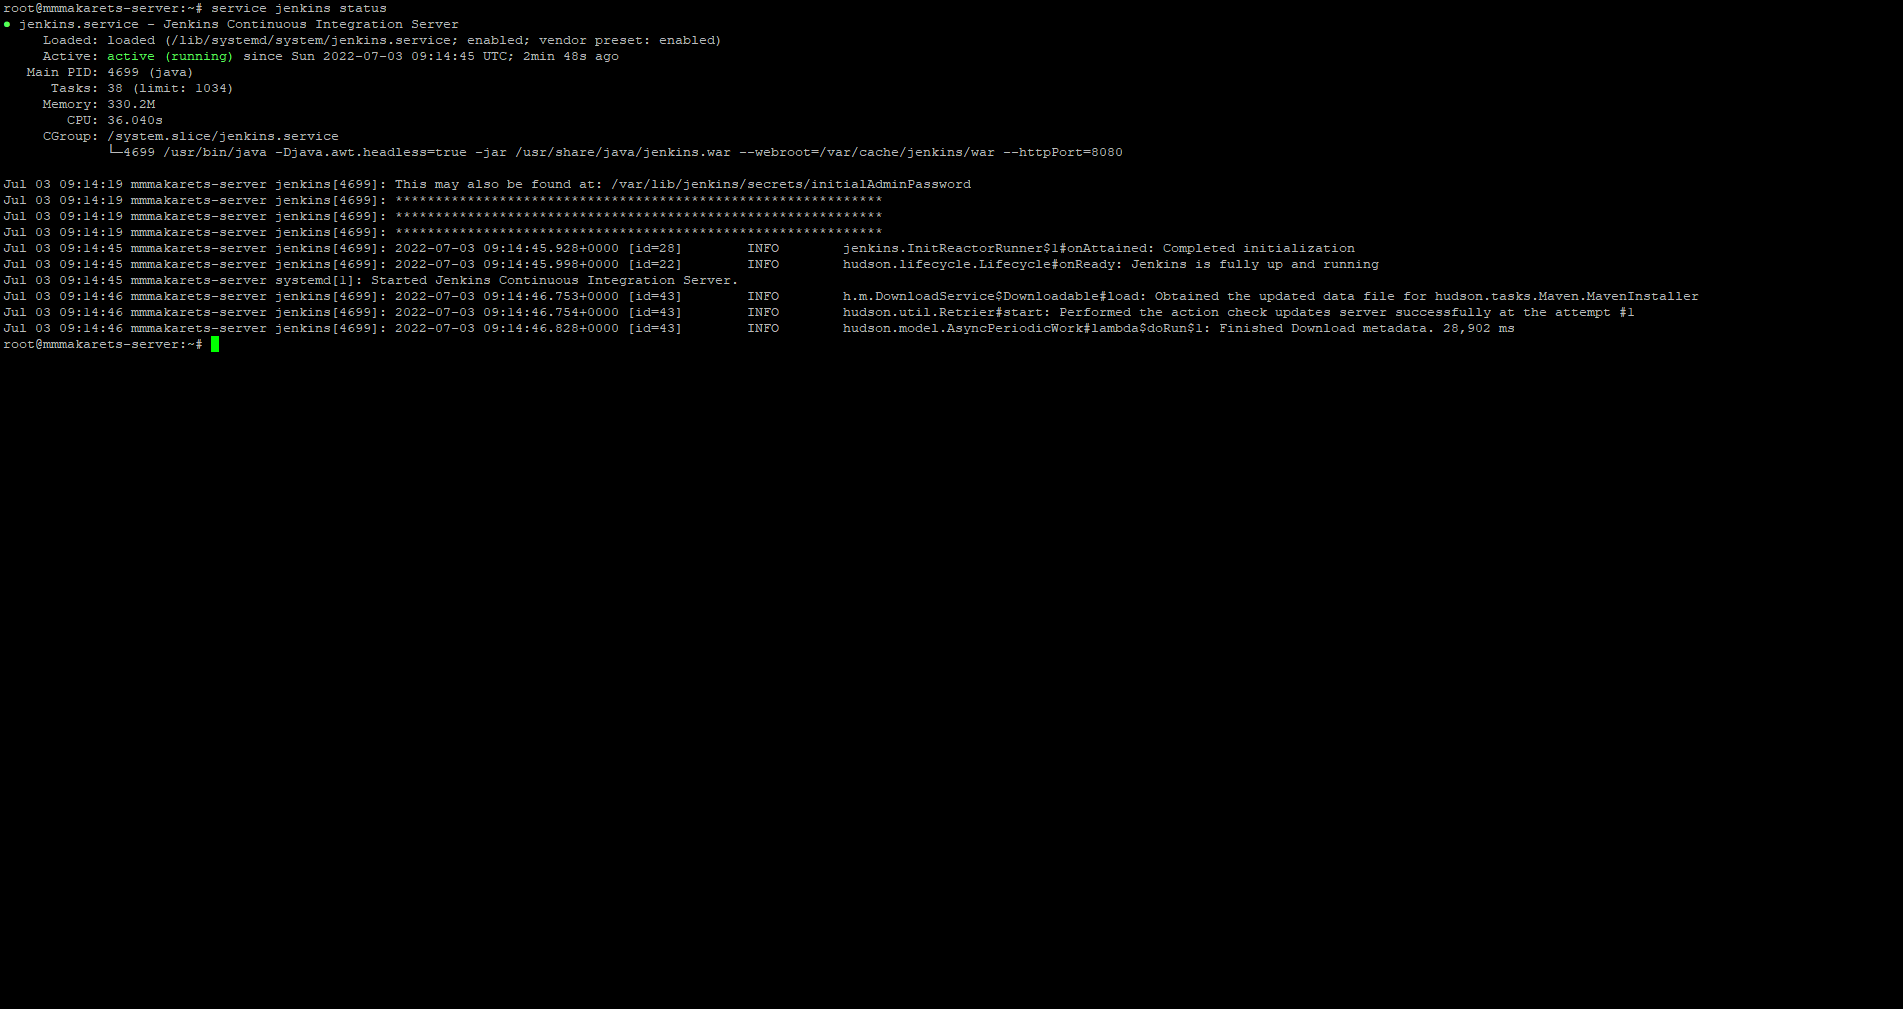 root@mmmakarets-server:~# service jenkins status
● jenkins.service - Jenkins Continuous Integration Server
     Loaded: loaded (/lib/systemd/system/jenkins.service; enabled; vendor preset: enabled)
     Active: active (running) since Sun 2022-07-03 09:14:45 UTC; 2min 48s ago
   Main PID: 4699 (java)
      Tasks: 38 (limit: 1034)
     Memory: 330.2M
        CPU: 36.040s
     CGroup: /system.slice/jenkins.service
             └─4699 /usr/bin/java -Djava.awt.headless=true -jar /usr/share/java/jenkins.war --webroot=/var/cache/jenkins/war --httpPort=8080
Jul 03 09:14:19 mmmakarets-server jenkins[4699]: This may also be found at: /var/lib/jenkins/secrets/initialAdminPassword
Jul 03 09:14:19 mmmakarets-server jenkins[4699]: *************************************************************
Jul 03 09:14:19 mmmakarets-server jenkins[4699]: *************************************************************
Jul 03 09:14:19 mmmakarets-server jenkins[4699]: *************************************************************
Jul 03 09:14:45 mmmakarets-server jenkins[4699]: 2022-07-03 09:14:45.928+0000 [id=28]        INFO        jenkins.InitReactorRunner$1#onAttained: Completed initialization
Jul 03 09:14:45 mmmakarets-server jenkins[4699]: 2022-07-03 09:14:45.998+0000 [id=22]        INFO        hudson.lifecycle.Lifecycle#onReady: Jenkins is fully up and running
Jul 03 09:14:45 mmmakarets-server systemd[1]: Started Jenkins Continuous Integration Server.
Jul 03 09:14:46 mmmakarets-server jenkins[4699]: 2022-07-03 09:14:46.753+0000 [id=43]        INFO        h.m.DownloadService$Downloadable#load: Obtained the updated data file for hudson.tasks.Maven.MavenInstaller
Jul 03 09:14:46 mmmakarets-server jenkins[4699]: 2022-07-03 09:14:46.754+0000 [id=43]        INFO        hudson.util.Retrier#start: Performed the action check updates server successfully at the attempt #1
Jul 03 09:14:46 mmmakarets-server jenkins[4699]: 2022-07-03 09:14:46.828+0000 [id=43]        INFO        hudson.model.AsyncPeriodicWork#lambda$doRun$1: Finished Download metadata. 28,902 ms
root@mmmakarets-server:~#